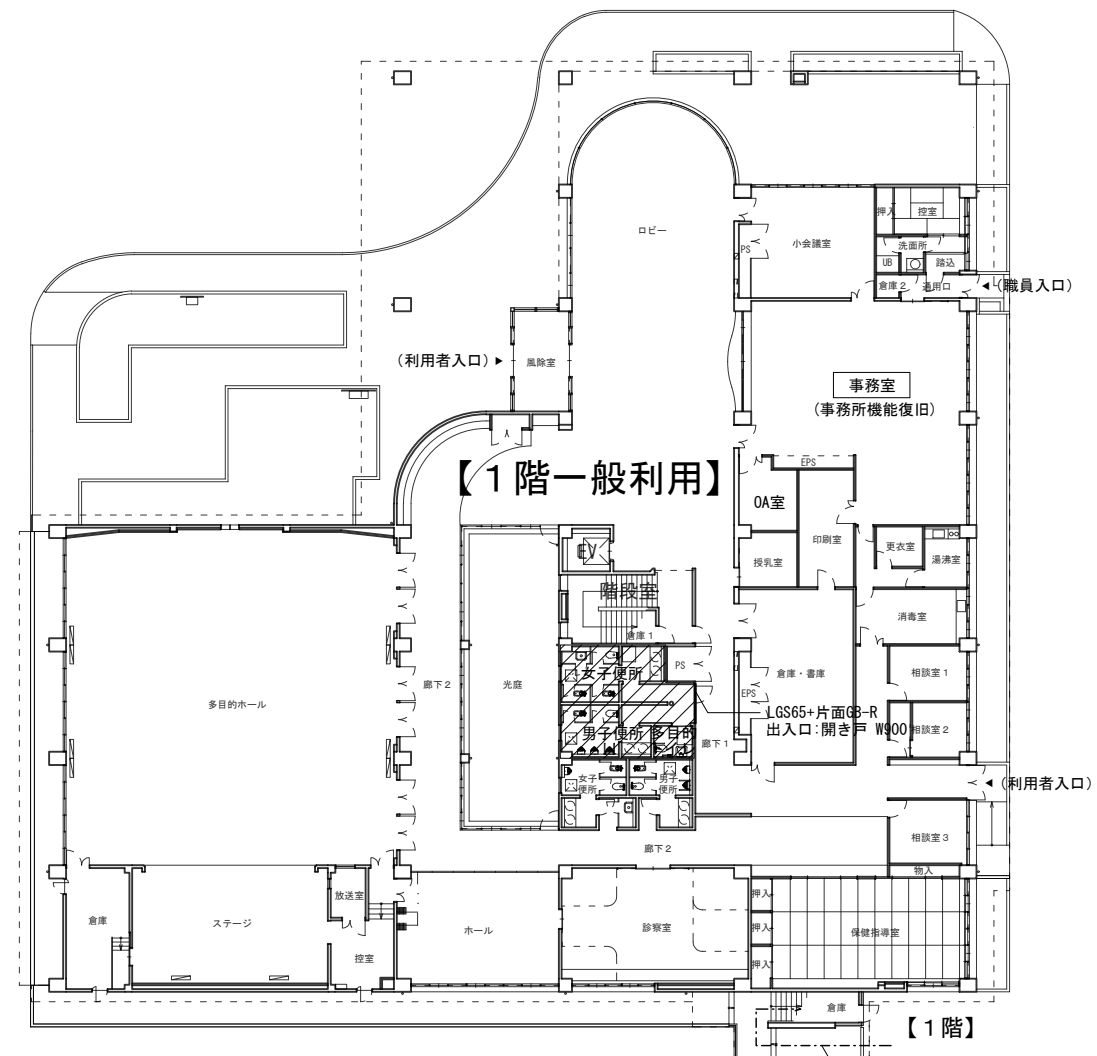 ロビー
押入
控室
小会議室
洗面所
PS
UB
踏込
倉庫2
通用口
(職員入口)
(利用者入口)
風除室
事務室
(事務所機能復旧)
【1階一般利用】
EPS
OA室
印刷室
EV
授乳室
更衣室
湯沸室
階段室
消毒室
倉庫1
PS
女子便所
倉庫・書庫
相談室1
廊下2
光庭
EPS
多目的ホール
LGS65+片面GB-R
出入口:開き戸 W900
男子便所
多目的
廊下1
相談室2
女子
便所
男子
便所
(利用者入口)
相談室3
廊下2
物入
放送室
押入
倉庫
ステージ
ホール
診察室
押入
保健指導室
控室
押入
倉庫
【1階】